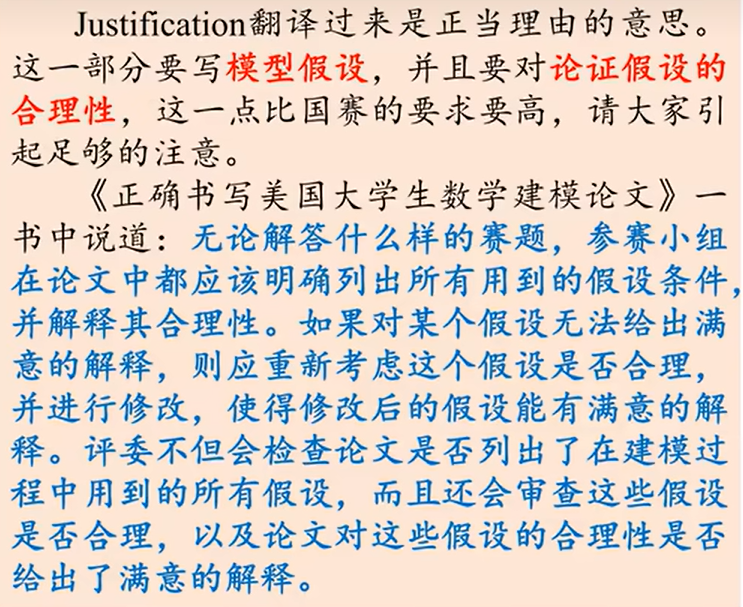 Justification翻译过来是正当理由的意思。
这一部分要写模型假设，并且要对论证假设的
合理性，这一点比国赛的要求要高，请大家引
起足够的注意。
《正确书写美国大学生数学建模论文》一
书中说道：无论解答什么样的赛题，参赛小组
在论文中都应该明确列出所有用到的假设条件，
并解释其合理性。如果对某个假设无法给出满
意的解释，则应重新考虑这个假设是否合理，
并进行修改，使得修改后的假设能有满意的解
释。评委不但会检查论文是否列出了在建模过
程中用到的所有假设，而且还会审查这些假设
是否合理，以及论文对这些假设的合理性是否
给出了满意的解释。